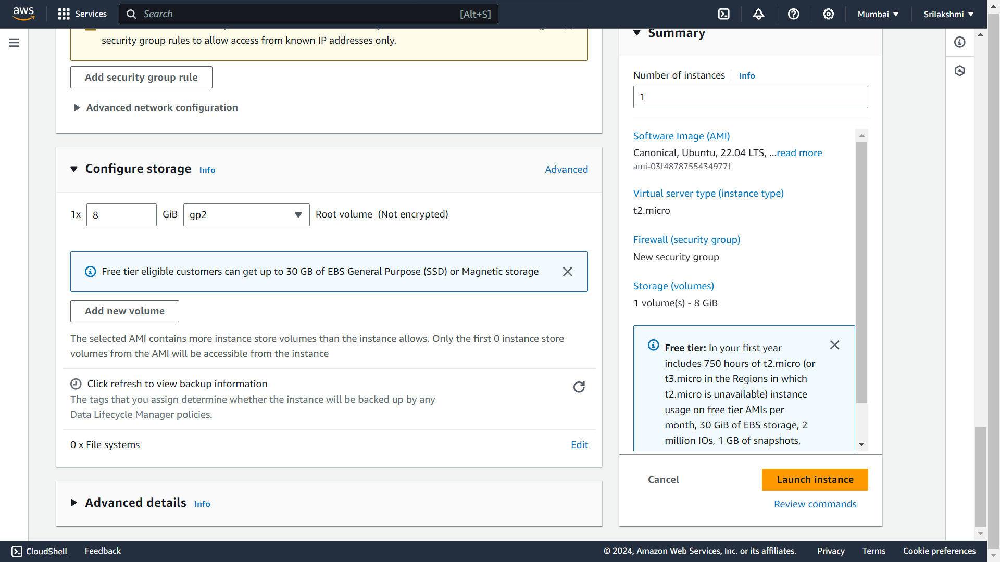 aws
Services
Search
[Alt+S]
Mumbai
Srilakshmi
security group rules to allow access from known IP addresses only.
Add security group rule
Advanced network configuration
Configure storage
Info
Advanced
1x
8
GiB
gp2
Root volume (Not encrypted)
Free tier eligible customers can get up to 30 GB of EBS General Purpose (SSD) or Magnetic storage
Add new volume
The selected AMI contains more instance store volumes than the instance allows. Only the first 0 instance store
volumes from the AMI will be accessible from the instance
Click refresh to view backup information
The tags that you assign determine whether the instance will be backed up by any
Data Lifecycle Manager policies.
0 x File systems
Edit
Advanced details
Info
Summary
Number of instances
Info
1
Software Image (AMI)
Canonical, Ubuntu, 22.04 LTS, ...read more
ami-03f4878755434977f
Virtual server type (instance type)
t2.micro
Firewall (security group)
New security group
Storage (volumes)
1 volume(s) - 8 GiB
Free tier: In your first year
includes 750 hours of t2.micro (or
t3.micro in the Regions in which
t2.micro is unavailable) instance
usage on free tier AMIs per
month, 30 GiB of EBS storage, 2
million IOs, 1 GB of snapshots,
Cancel
Launch instance
Review commands
CloudShell
Feedback
© 2024, Amazon Web Services, Inc. or its affiliates.
Privacy
Terms
Cookie preferences